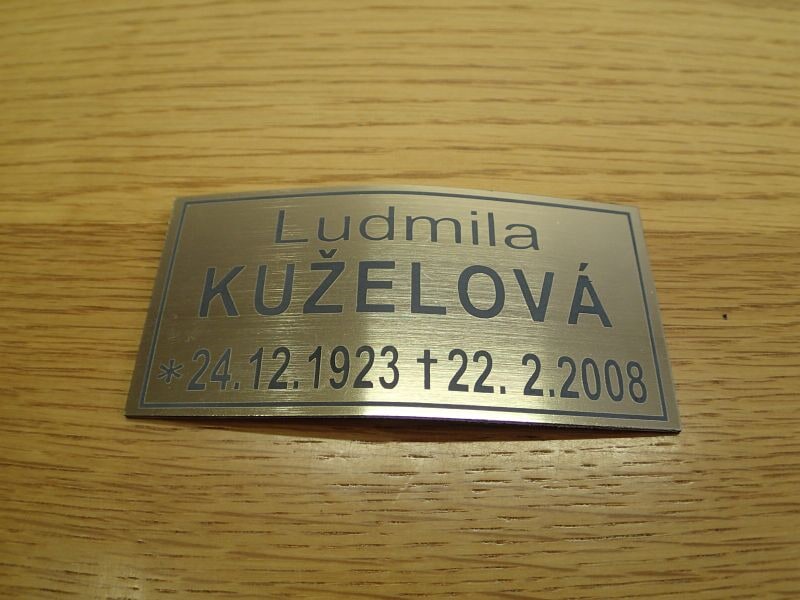 Ludmila
KUŽELOVÁ
* 24.12.1923 † 22. 2.2008